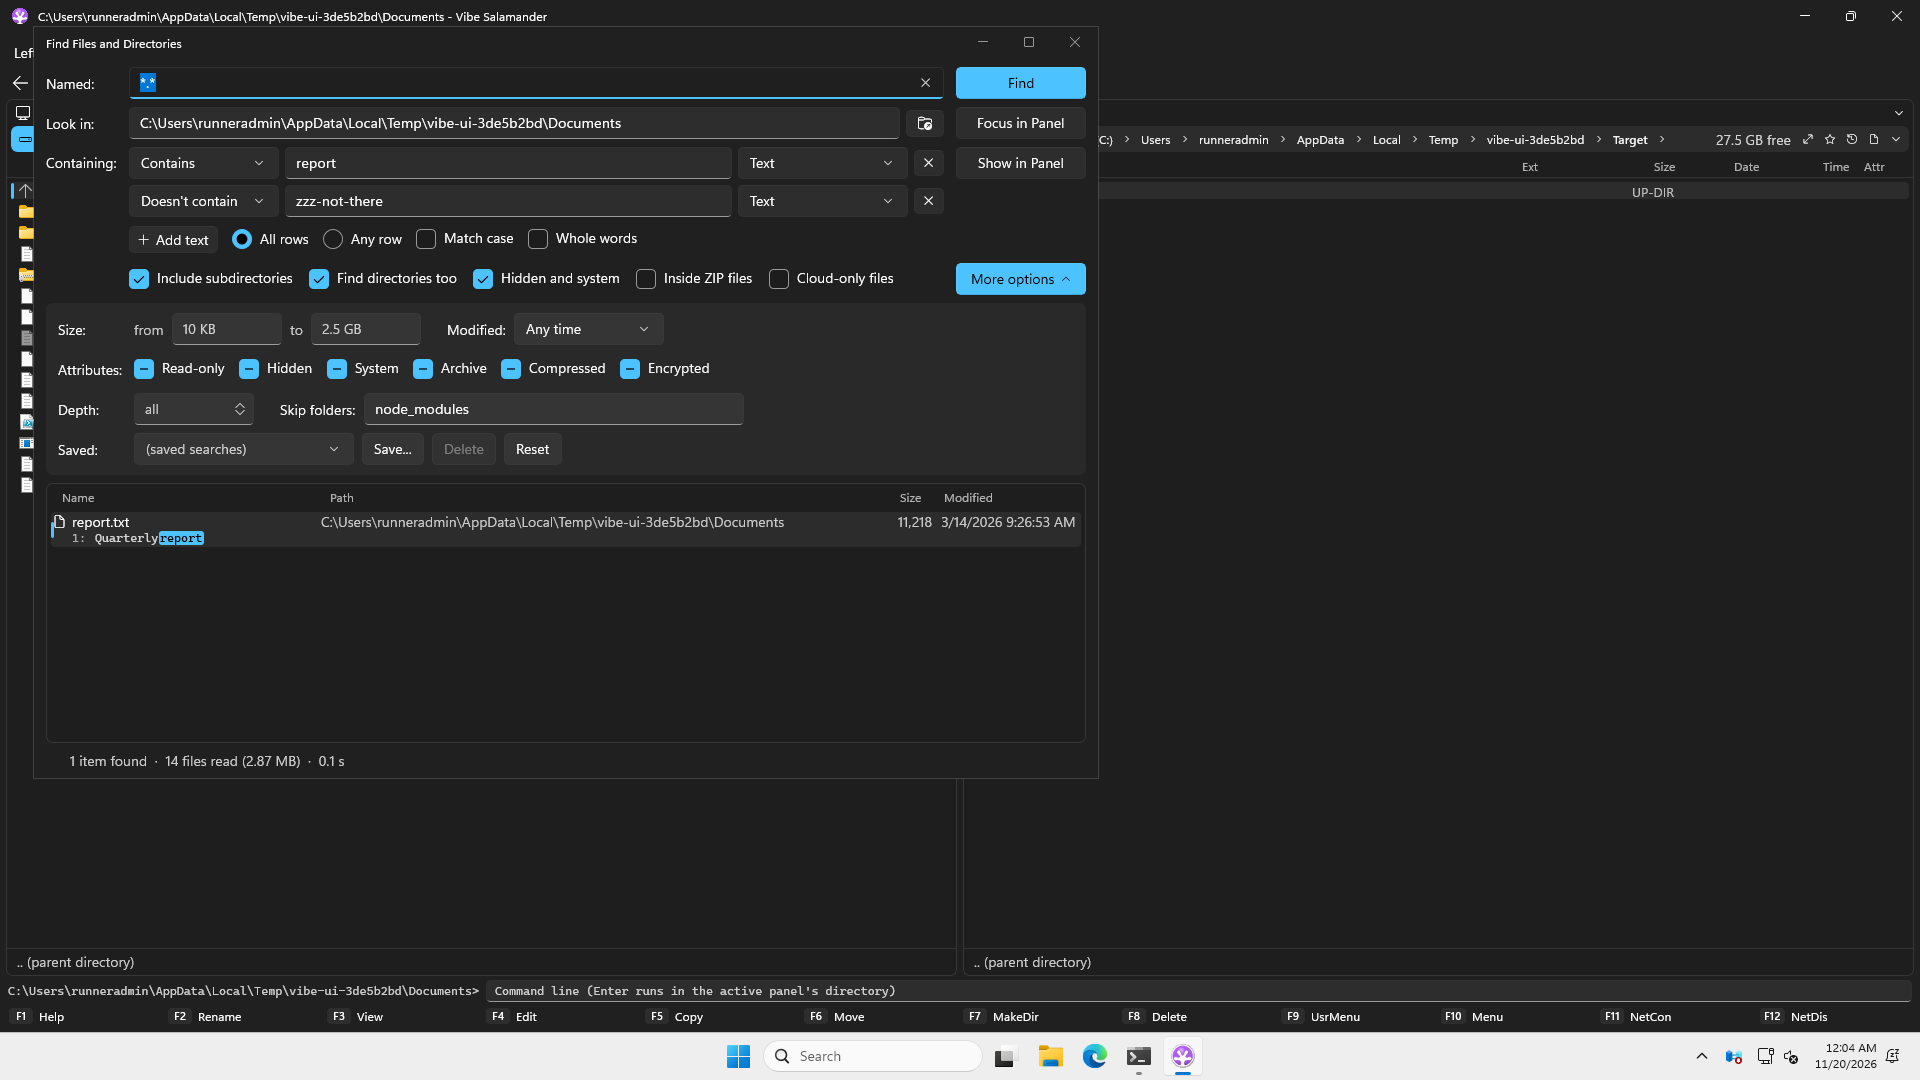 C:\Users\runneradmin\AppData\Local\Temp\vibe-ui-3de5b2bd\Documents - Vibe Salamander
Find Files and Directories
Left
Named:
*.*
Find
Look in:
C:\Users\runneradmin\AppData\Local\Temp\vibe-ui-3de5b2bd\Documents
Focus in Panel
Containing:
Contains
report
Text
Show in Panel
Doesn't contain
zzz-not-there
Text
Add text
All rows
Any row
Match case
Whole words
Include subdirectories
Find directories too
Hidden and system
Inside ZIP files
Cloud-only files
More options
Size:
from
10 KB
to
2.5 GB
Modified:
Any time
Attributes:
Read-only
Hidden
System
Archive
Compressed
Encrypted
Depth:
all
Skip folders:
node_modules
Saved:
(saved searches)
Save...
Delete
Reset
Name Path Size Modified
report.txt C:\Users\runneradmin\AppData\Local\Temp\vibe-ui-3de5b2bd\Documents 11,218 3/14/2026 9:26:53 AM
1: Quarterly report
1 item found · 14 files read (2.87 MB) · 0.1 s
(C:) > Users > runneradmin > AppData > Local > Temp > vibe-ui-3de5b2bd > Target > 27.5 GB free
Ext Size Date Time Attr
UP-DIR
.. (parent directory)
.. (parent directory)
C:\Users\runneradmin\AppData\Local\Temp\vibe-ui-3de5b2bd\Documents>
Command line (Enter runs in the active panel's directory)
F1 Help F2 Rename F3 View F4 Edit F5 Copy F6 Move F7 MakeDir F8 Delete F9 UsrMenu F10 Menu F11 NetCon F12 NetDis
Search
12:04 AM
11/20/2026